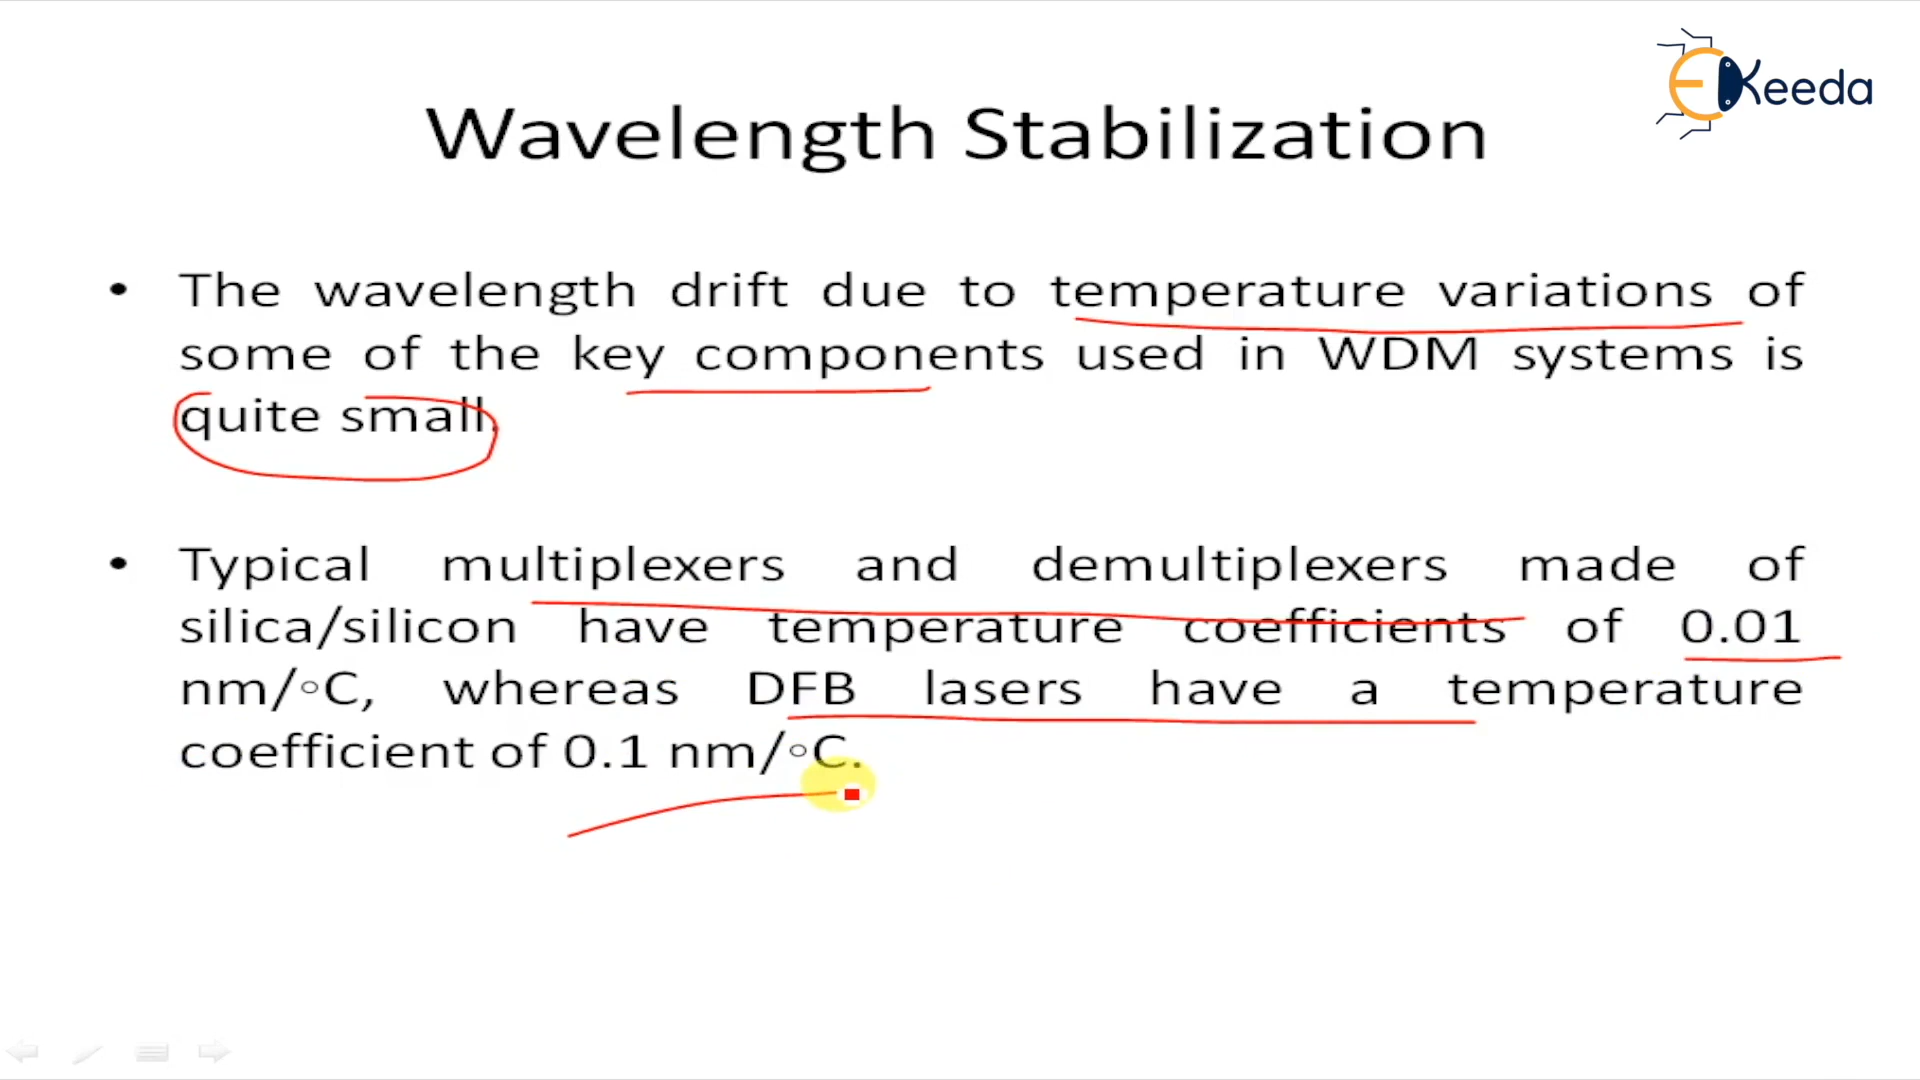 EKeeda
Wavelength Stabilization
• The wavelength drift due to temperature variations of
some of the key components used in WDM systems is
quite small.
• Typical multiplexers and demultiplexers made of
silica/silicon have temperature coefficients of 0.01
nm/◦C, whereas DFB lasers have a temperature
coefficient of 0.1 nm/◦C.